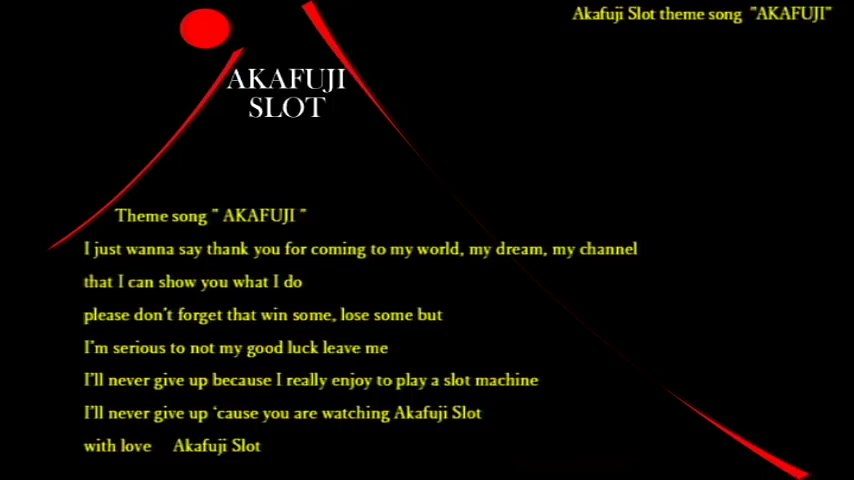 Akafuji Slot theme song "AKAFUJI"
AKAFUJI
SLOT
Theme song " AKAFUJI "
I just wanna say thank you for coming to my world, my dream, my channel
that I can show you what I do
please don't forget that win some, lose some but
I'm serious to not my good luck leave me
I'll never give up because I really enjoy to play a slot machine
I'll never give up 'cause you are watching Akafuji Slot
with love Akafuji Slot